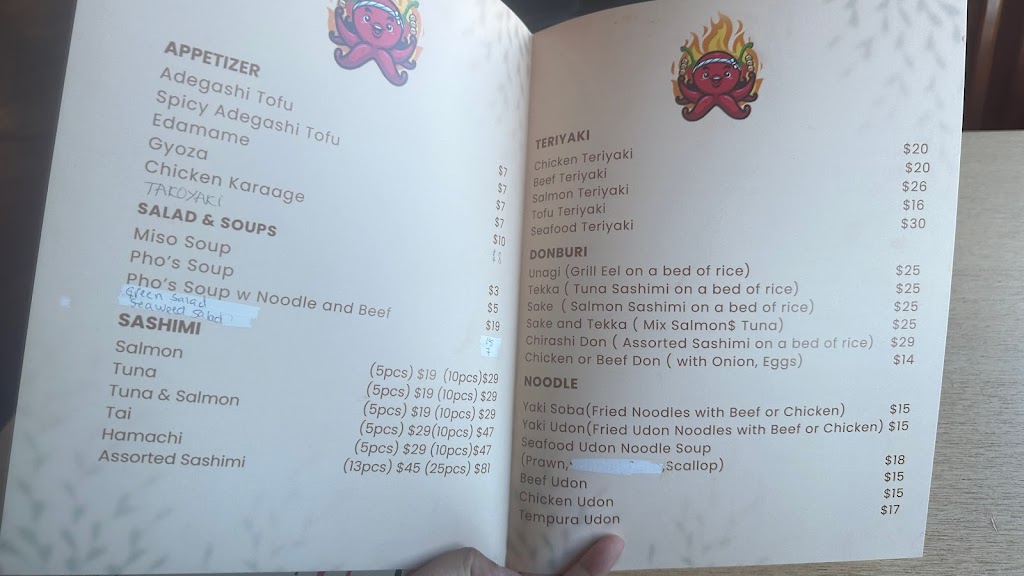 APPETIZER
Adegashi Tofu $7
Spicy Adegashi Tofu $7
Edamame $7
Gyoza $7
Chicken Karaage $10
TAKOYAKI
SALAD & SOUPS
Miso Soup $3
Pho's Soup $5
Pho's Soup w Noodle and Beef $19
Green Salad
Seaweed Salad
SASHIMI
Salmon (5pcs) $19 (10pcs)$29
Tuna (5pcs) $19 (10pcs) $29
Tuna & Salmon (5pcs) $19 (10pcs) $29
Tai (5pcs) $29(10pcs) $47
Hamachi (5pcs) $29 (10pcs)$47
Assorted Sashimi (13pcs) $45 (25pcs) $81
TERIYAKI
Chicken Teriyaki $20
Beef Teriyaki $20
Salmon Teriyaki $26
Tofu Teriyaki $16
Seafood Teriyaki $30
DONBURI
Unagi (Grill Eel on a bed of rice) $25
Tekka ( Tuna Sashimi on a bed of rice) $25
Sake ( Salmon Sashimi on a bed of rice) $25
Sake and Tekka ( Mix Salmon$ Tuna) $25
Chirashi Don ( Assorted Sashimi on a bed of rice) $29
Chicken or Beef Don ( with Onion, Eggs) $14
NOODLE
Yaki Soba(Fried Noodles with Beef or Chicken) $15
Yaki Udon(Fried Udon Noodles with Beef or Chicken) $15
Seafood Udon Noodle Soup
(Prawn, ,Scallop) $18
Beef Udon $15
Chicken Udon $15
Tempura Udon $17